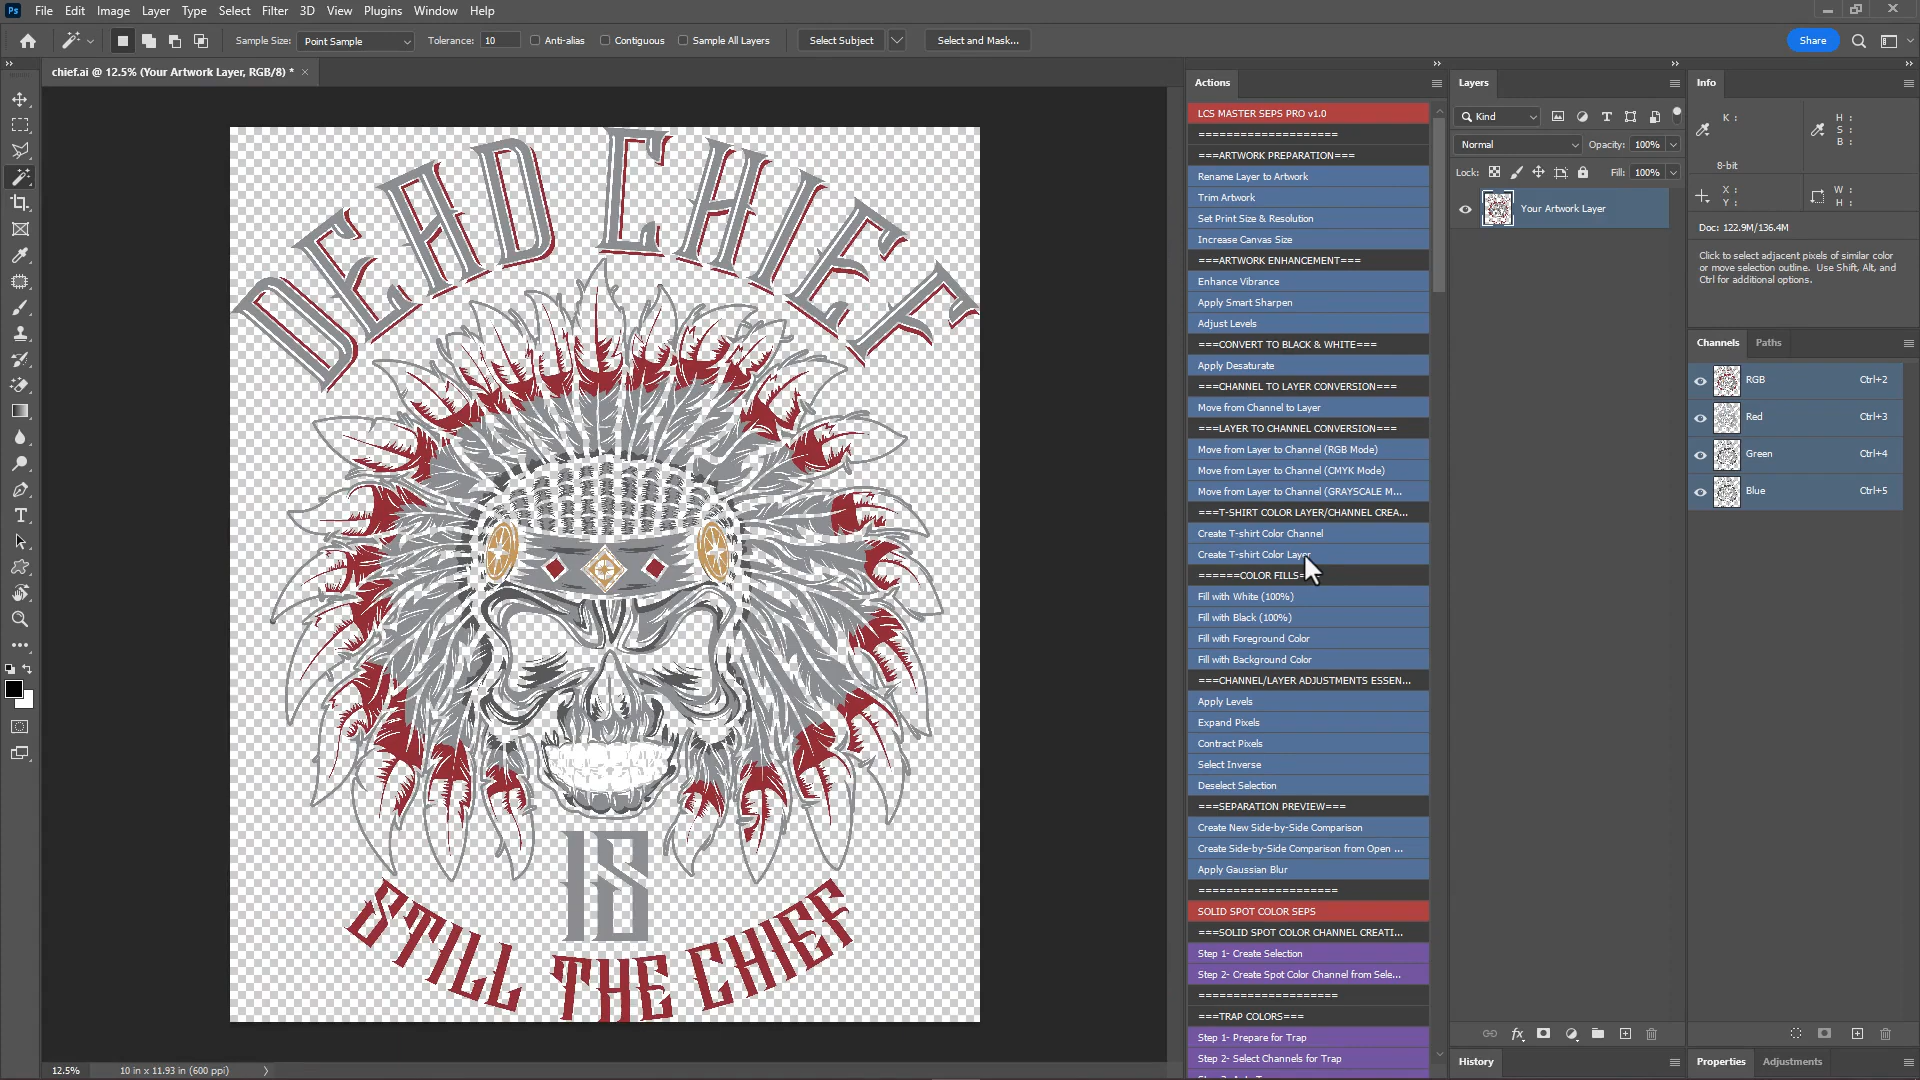 Ps File Edit Image Layer Type Select Filter 3D View Plugins Window Help
Sample Size: Point Sample Tolerance: 10 Anti-alias Contiguous Sample All Layers Select Subject Select and Mask... Share
chief.ai @ 12.5% (Your Artwork Layer, RGB/8) * ×
DEAD CHIEF
IS
STILL THE CHIEF
12.5% 10 in x 11.93 in (600 ppi)
Actions
LCS MASTER SEPS PRO v1.0
====================
===ARTWORK PREPARATION===
Rename Layer to Artwork
Trim Artwork
Set Print Size & Resolution
Increase Canvas Size
===ARTWORK ENHANCEMENT===
Enhance Vibrance
Apply Smart Sharpen
Adjust Levels
===CONVERT TO BLACK & WHITE===
Apply Desaturate
===CHANNEL TO LAYER CONVERSION===
Move from Channel to Layer
===LAYER TO CHANNEL CONVERSION===
Move from Layer to Channel (RGB Mode)
Move from Layer to Channel (CMYK Mode)
Move from Layer to Channel (GRAYSCALE M...
===T-SHIRT COLOR LAYER/CHANNEL CREA...
Create T-shirt Color Channel
Create T-shirt Color Layer
======COLOR FILLS=
Fill with White (100%)
Fill with Black (100%)
Fill with Foreground Color
Fill with Background Color
===CHANNEL/LAYER ADJUSTMENTS ESSEN...
Apply Levels
Expand Pixels
Contract Pixels
Select Inverse
Deselect Selection
===SEPARATION PREVIEW===
Create New Side-by-Side Comparison
Create Side-by-Side Comparison from Open ...
Apply Gaussian Blur
====================
SOLID SPOT COLOR SEPS
===SOLID SPOT COLOR CHANNEL CREATI...
Step 1- Create Selection
Step 2- Create Spot Color Channel from Sele...
====================
===TRAP COLORS===
Step 1- Prepare for Trap
Step 2- Select Channels for Trap
Layers
Kind
Normal Opacity: 100%
Lock: Fill: 100%
Your Artwork Layer
fx
History
Info
K : H :
S :
B :
8-bit
X : W :
Y : H :
Doc: 122.9M/136.4M
Click to select adjacent pixels of similar color
or move selection outline. Use Shift, Alt, and
Ctrl for additional options.
Channels Paths
RGB Ctrl+2
Red Ctrl+3
Green Ctrl+4
Blue Ctrl+5
Properties Adjustments